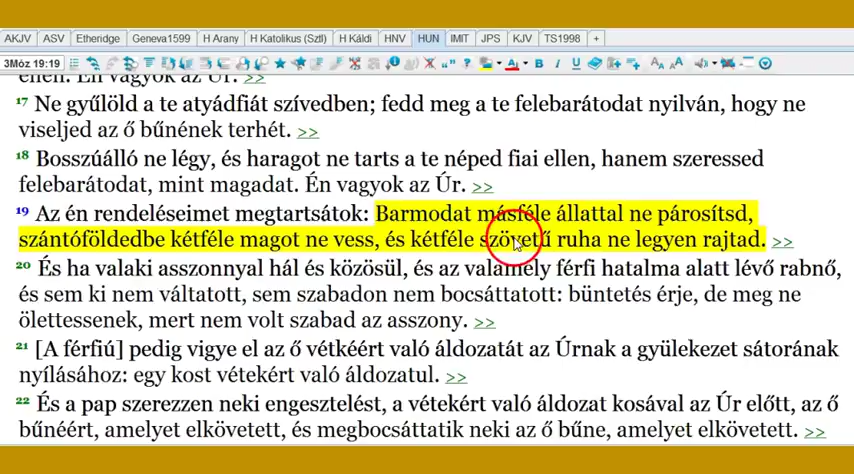 AKJV ASV Etheridge Geneva1599 H Arany H Katolikus (Sztl) H Káldi HNV HUN IMIT JPS KJV TS1998 +
3Móz 19:19
ellen. Én vagyok az Úr. >>
17 Ne gyűlöld a te atyádfiát szívedben; fedd meg a te felebarátodat nyilván, hogy ne
viseljed az ő bűnének terhét. >>
18 Bosszúálló ne légy, és haragot ne tarts a te néped fiai ellen, hanem szeressed
felebarátodat, mint magadat. Én vagyok az Úr. >>
19 Az én rendeléseimet megtartsátok: Barmodat másféle állattal ne párosítsd,
szántóföldedbe kétféle magot ne vess, és kétféle szövetű ruha ne legyen rajtad. >>
20 És ha valaki asszonnyal hál és közösül, és az valamely férfi hatalma alatt lévő rabnő,
és sem ki nem váltatott, sem szabadon nem bocsáttatott: büntetés érje, de meg ne
ölettessenek, mert nem volt szabad az asszony. >>
21 [A férfiú] pedig vigye el az ő vétkéért való áldozatát az Úrnak a gyülekezet sátorának
nyílásához: egy kost vétekért való áldozatul. >>
22 És a pap szerezzen neki engesztelést, a vétekért való áldozat kosával az Úr előtt, az ő
bűnéért, amelyet elkövetett, és megbocsáttatik neki az ő bűne, amelyet elkövetett. >>